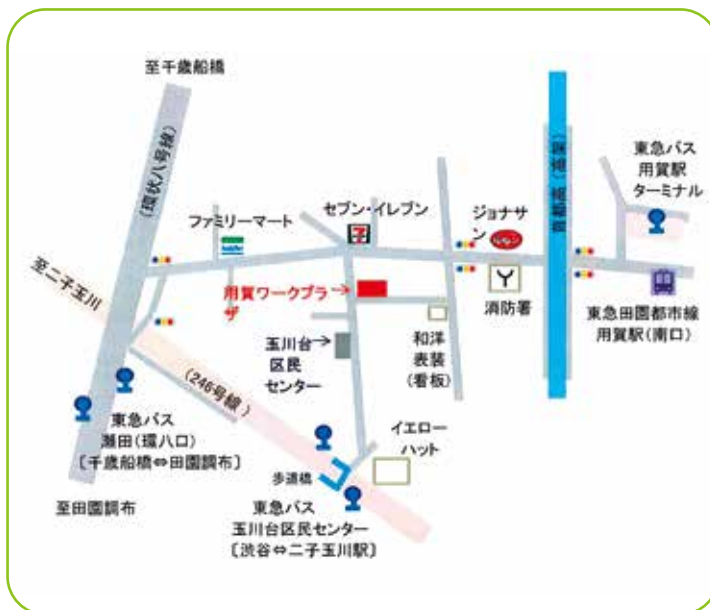 至千歳船橋
(環状八号線)
首都高(高架)
東急バス
用賀駅
ターミナル
セブン・イレブン
ジョナサ
ン
ファミリーマート
至二子玉川
用賀ワークプラ
ザ
消防署
東急田園都市線
用賀駅(南口)
玉川台→
区民
センター
和洋
表装
(看板)
(246号線)
東急バス
瀬田(環八口)
〔千歳船橋⇔田園調布〕
イエロー
ハット
歩道橋
至田園調布
東急バス
玉川台区民センター
〔渋谷⇔二子玉川駅〕